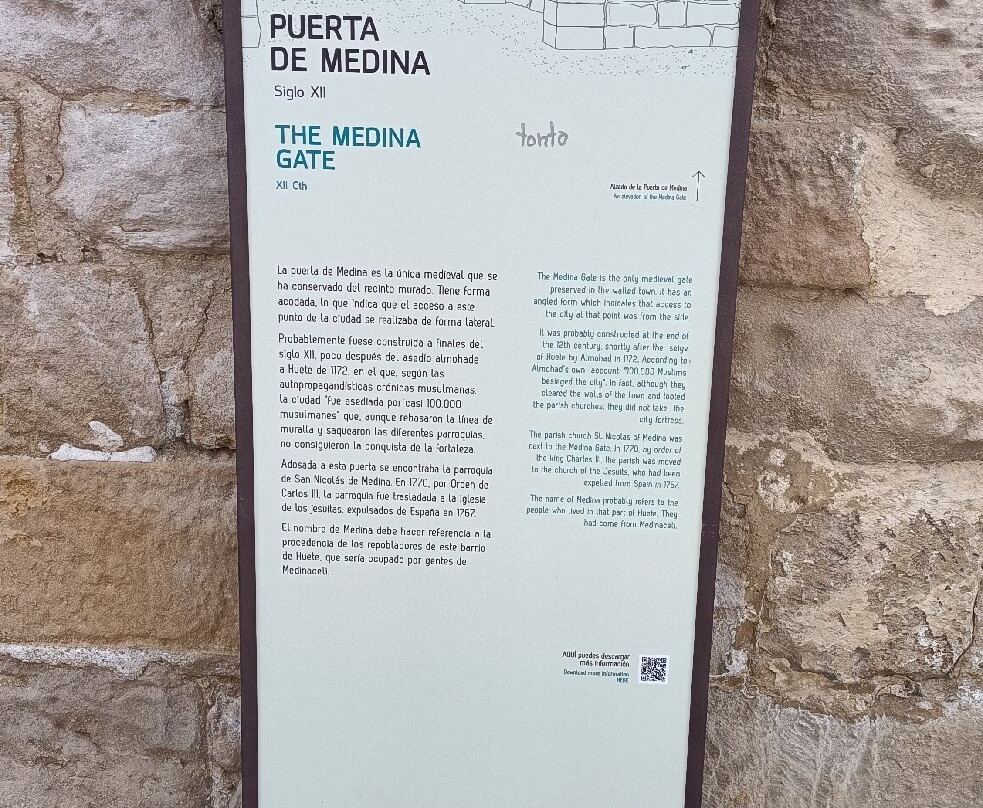 PUERTA
DE MEDINA
Siglo XII
THE MEDINA
GATE
XII Cth
tonto
Alzado de la Puerta de Medina
An elevation of the Medina Gate
La puerta de Medina es la única medieval que se
ha conservado del recinto murado. Tiene forma
acodada, lo que indica que el acceso a este
punto de la ciudad se realizaba de forma lateral.
Probablemente fuese construida a finales del
siglo XII, poco después del asedio almohade
a Huete de 1172, en el que, según las
autopropagandísticas crónicas musulmanas,
la ciudad "fue asediada por casi 100.000
musulmanes" que, aunque rebasaron la línea de
muralla y saquearon las diferentes parroquias,
no consiguieron la conquista de la fortaleza.
Adosada a esta puerta se encontraba la parroquia
de San Nicolás de Medina. En 1770, por Orden de
Carlos III, la parroquia fue trasladada a la iglesia
de los jesuitas, expulsados de España en 1767.
El nombre de Medina debe hacer referencia a la
procedencia de los repobladores de este barrio
de Huete, que sería ocupado por gentes de
Medinaceli.
The Medina Gate is the only medieval gate
preserved in the walled town. It has an
angled form which indicates that access to
the city at that point was from the side.
It was probably constructed at the end of
the 12th century, shortly after the seige
of Huete by Almohad in 1172. According to
Almohad's own account "100.000 Muslims
besieged the city". In fact, although they
cleared the walls of the town and looted
the parish churches, they did not take the
city fortress.
The parish church St. Nicolas of Medina was
next to the Medina Gate. In 1770, by order of
the king Charles III, the parish was moved
to the church of the Jesuits, who had been
expelled from Spain in 1767.
The name of Medina probably refers to the
people who lived in that part of Huete. They
had come from Medinaceli.
AQUÍ puedes descargar
más información
Download more information
HERE